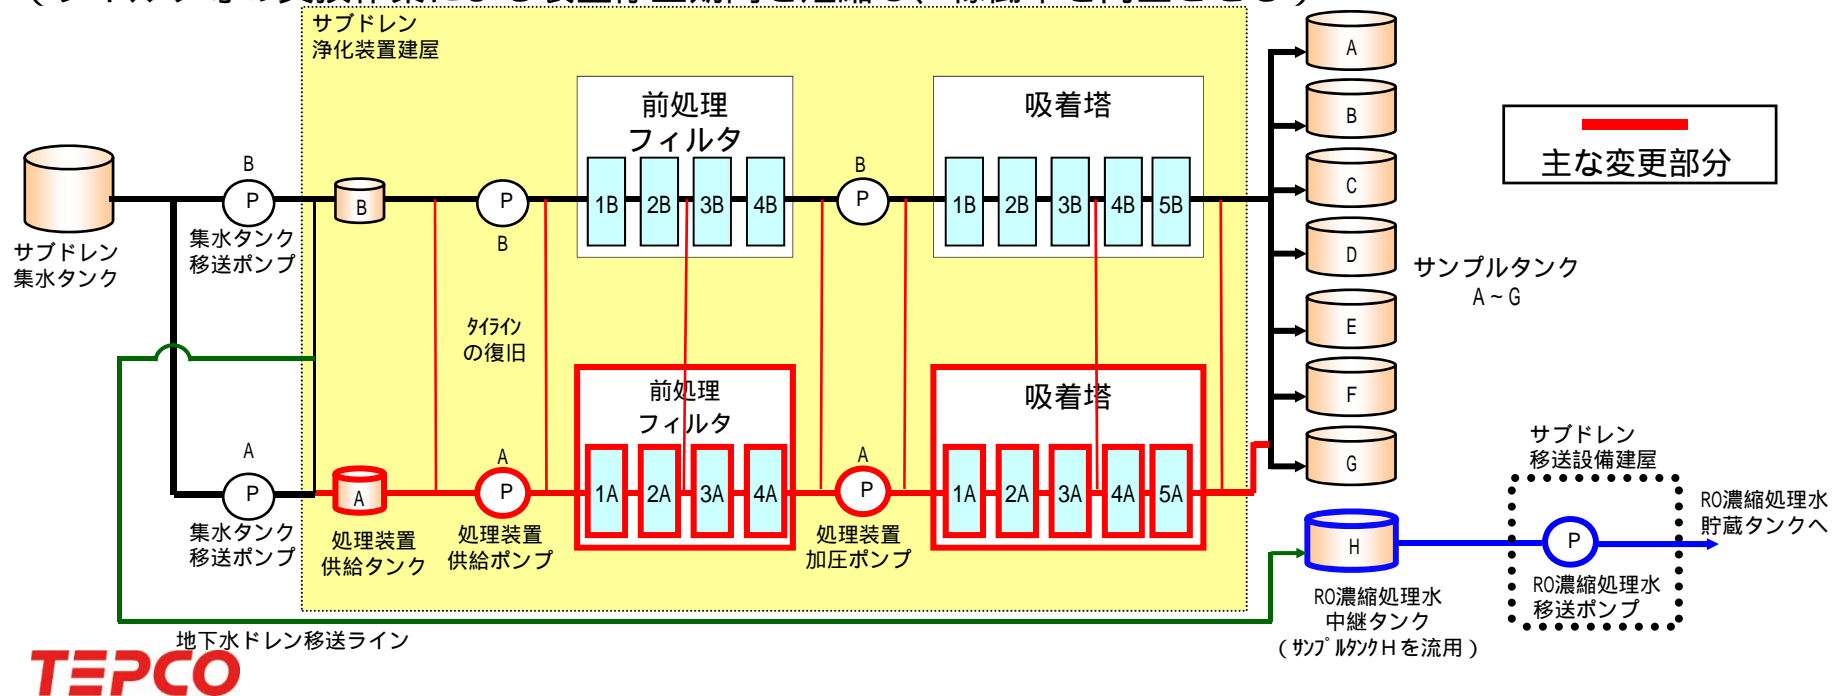 サブドレン
浄化装置建屋
前処理
フィルタ
吸着塔
主な変更部分
A
B
C
D
E
F
G
サンプルタンク
A～G
サブドレン
集水タンク
B
P
集水タンク
移送ポンプ
B
P
B
1B
2B
3B
4B
B
P
1B
2B
3B
4B
5B
ﾀｲﾗｲﾝ
の復旧
前処理
フィルタ
吸着塔
A
P
集水タンク
移送ポンプ
A
処理装置
供給タンク
A
P
処理装置
供給ポンプ
1A
2A
3A
4A
A
P
処理装置
加圧ポンプ
1A
2A
3A
4A
5A
サブドレン
移送設備建屋
H
RO濃縮処理水
中継タンク
（ｻﾝﾌﾟﾙﾀﾝｸHを流用）
P
RO濃縮処理水
移送ポンプ
RO濃縮処理水
貯蔵タンクへ
地下水ドレン移送ライン
TEPCO